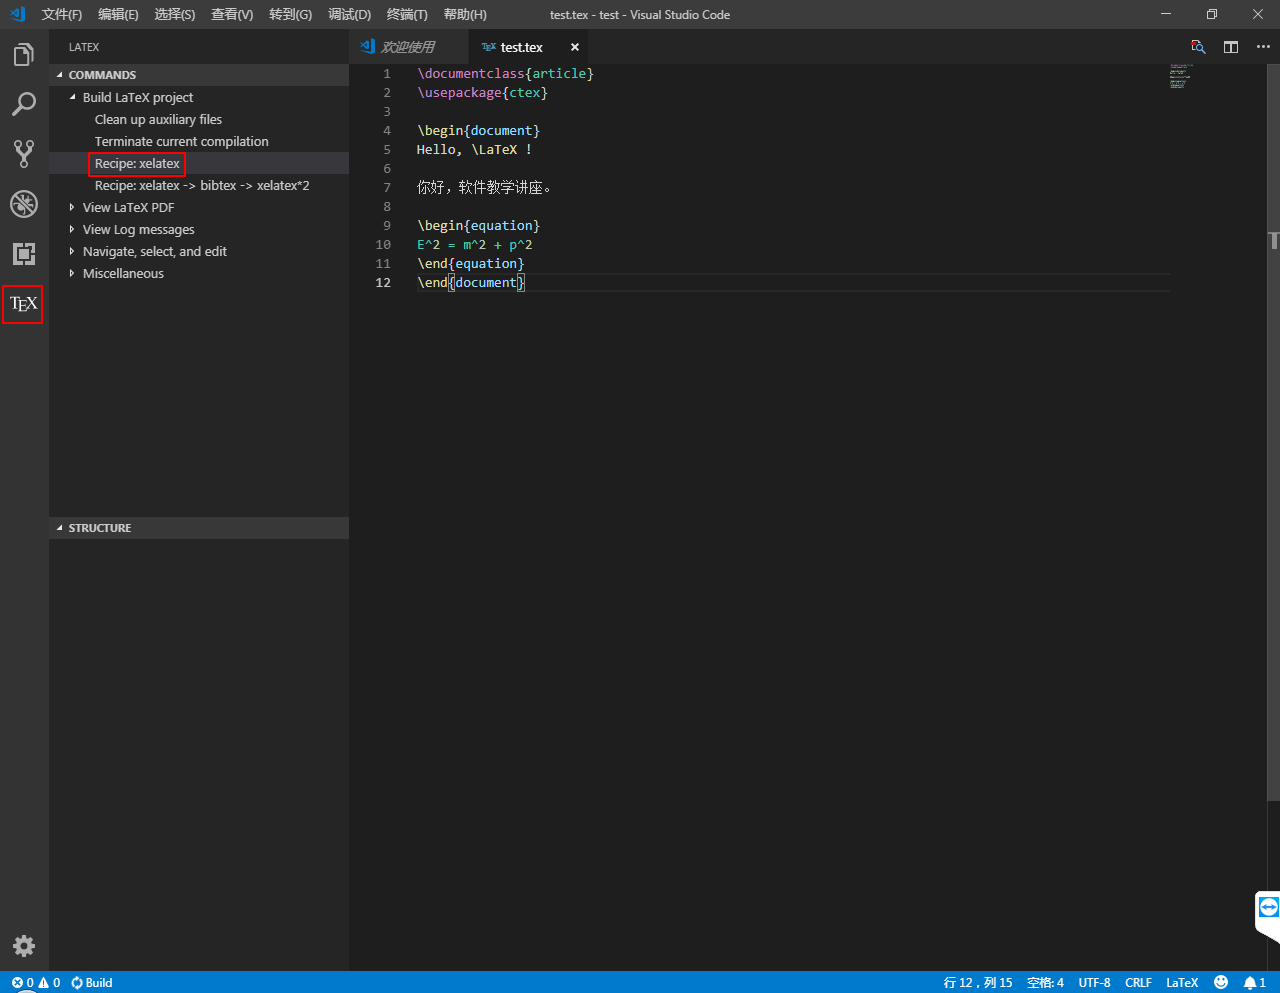 文件(F) 编辑(E) 选择(S) 查看(V) 转到(G) 调试(D) 终端(T) 帮助(H) test.tex - test - Visual Studio Code
LATEX
COMMANDS
Build LaTeX project
Clean up auxiliary files
Terminate current compilation
Recipe: xelatex
Recipe: xelatex -> bibtex -> xelatex*2
View LaTeX PDF
View Log messages
Navigate, select, and edit
Miscellaneous
TEX
STRUCTURE
欢迎使用 TEX test.tex
1 \documentclass{article}
2 \usepackage{ctex}
3
4 \begin{document}
5 Hello, \LaTeX !
6
7 你好，软件教学讲座。
8
9 \begin{equation}
10 E^2 = m^2 + p^2
11 \end{equation}
12 \end{document}
0 0 Build 行 12，列 15 空格: 4 UTF-8 CRLF LaTeX 1